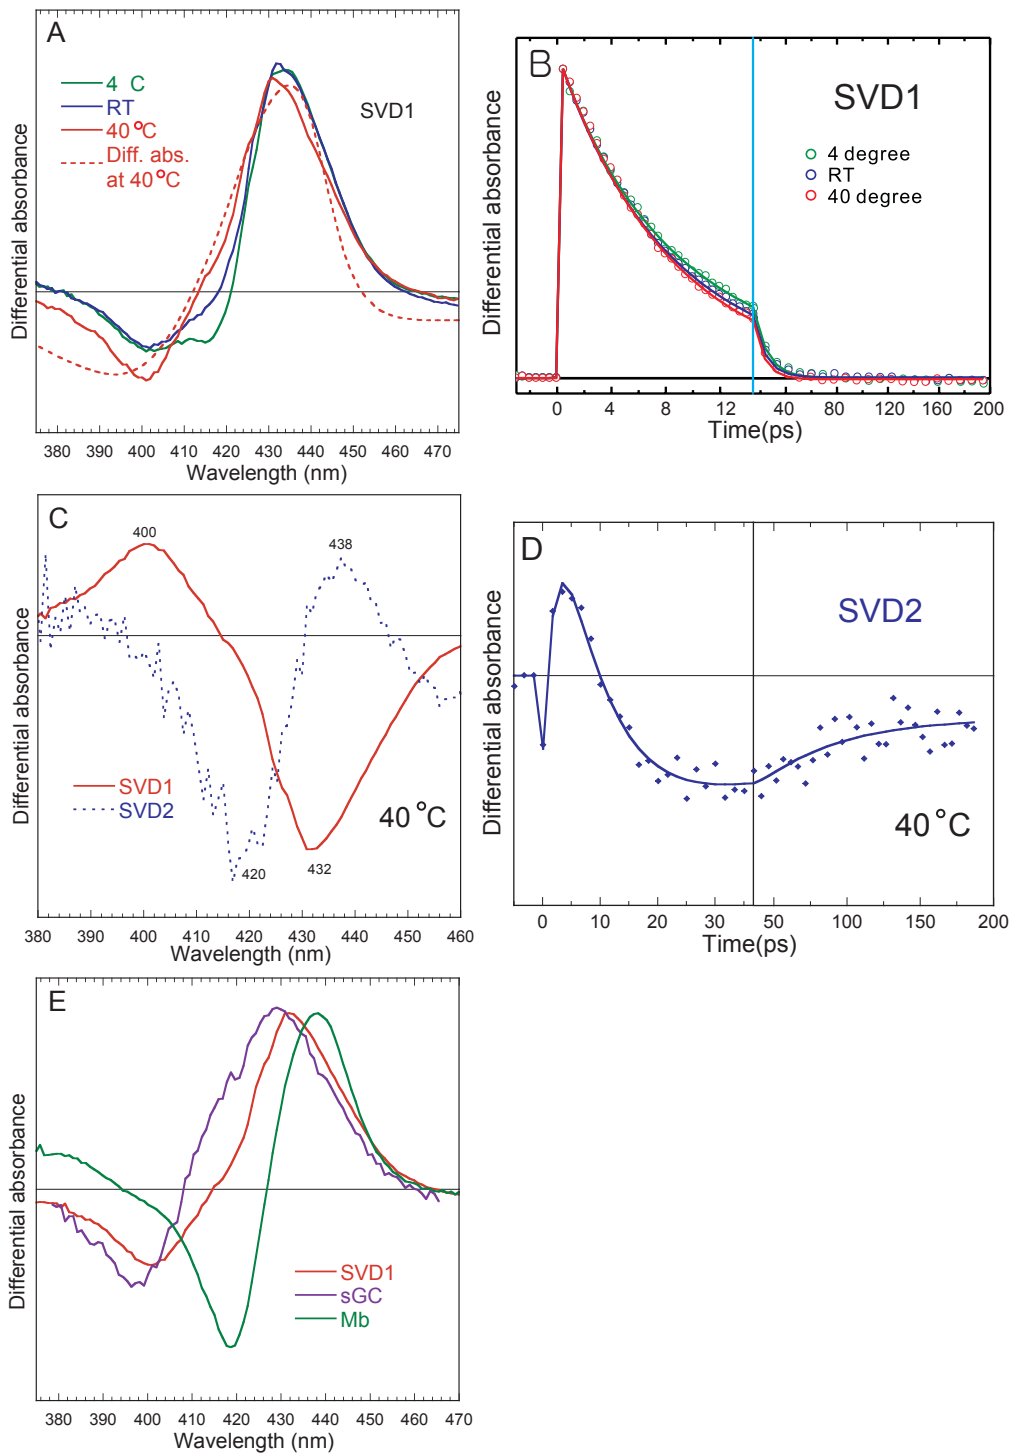 A
4 C
RT
40 °C
Diff. abs.
at 40 °C
SVD1
Differential absorbance
380 390 400 410 420 430 440 450 460 470
Wavelength (nm)
B
SVD1
4 degree
RT
40 degree
Differential absorbance
0 4 8 12 40 80 120 160 200
Time(ps)
C
400
438
SVD1
SVD2
420
432
40 °C
Differential absorbance
380 390 400 410 420 430 440 450 460
Wavelength (nm)
D
SVD2
40 °C
Differential absorbance
0 10 20 30 50 100 150 200
Time(ps)
E
SVD1
sGC
Mb
Differential absorbance
380 390 400 410 420 430 440 450 460 470
Wavelength (nm)